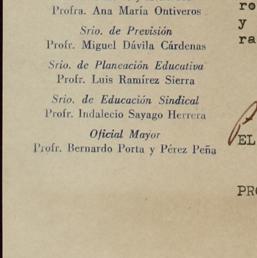 Profra. Ana María Ontiveros
Srio. de Previsión
Profr. Miguel Dávila Cárdenas
Srio. de Planeación Educativa
Profr. Luis Ramírez Sierra
Srio. de Educación Sindical
Profr. Indalecio Sayago Herrera
Oficial Mayor
Profr. Bernardo Porta y Pérez Peña
ro
y
ra
EL
PRO